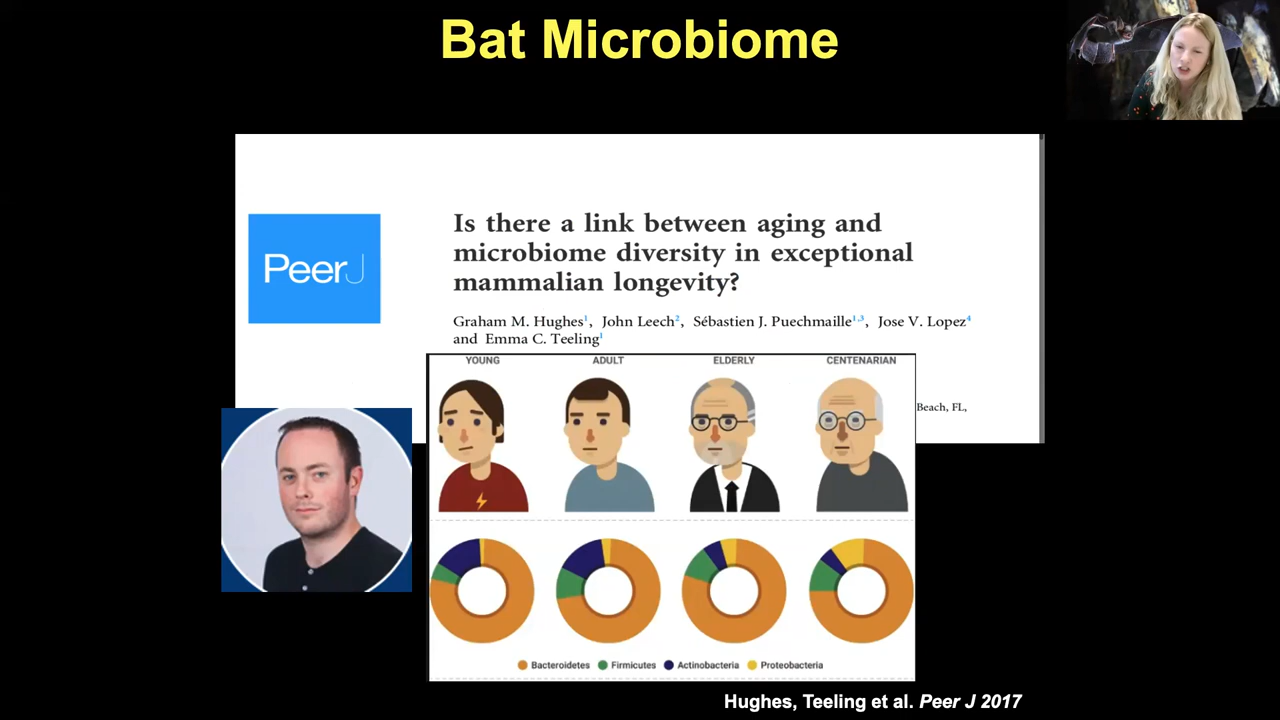 Bat Microbiome
PeerJ
Is there a link between aging and
microbiome diversity in exceptional
mammalian longevity?
Graham M. Hughes1, John Leech2, Sébastien J. Puechmaille1,3, Jose V. Lopez4
and Emma C. Teeling1
YOUNG ADULT ELDERLY CENTENARIAN
Beach, FL,
Bacteroidetes Firmicutes Actinobacteria Proteobacteria
Hughes, Teeling et al. Peer J 2017